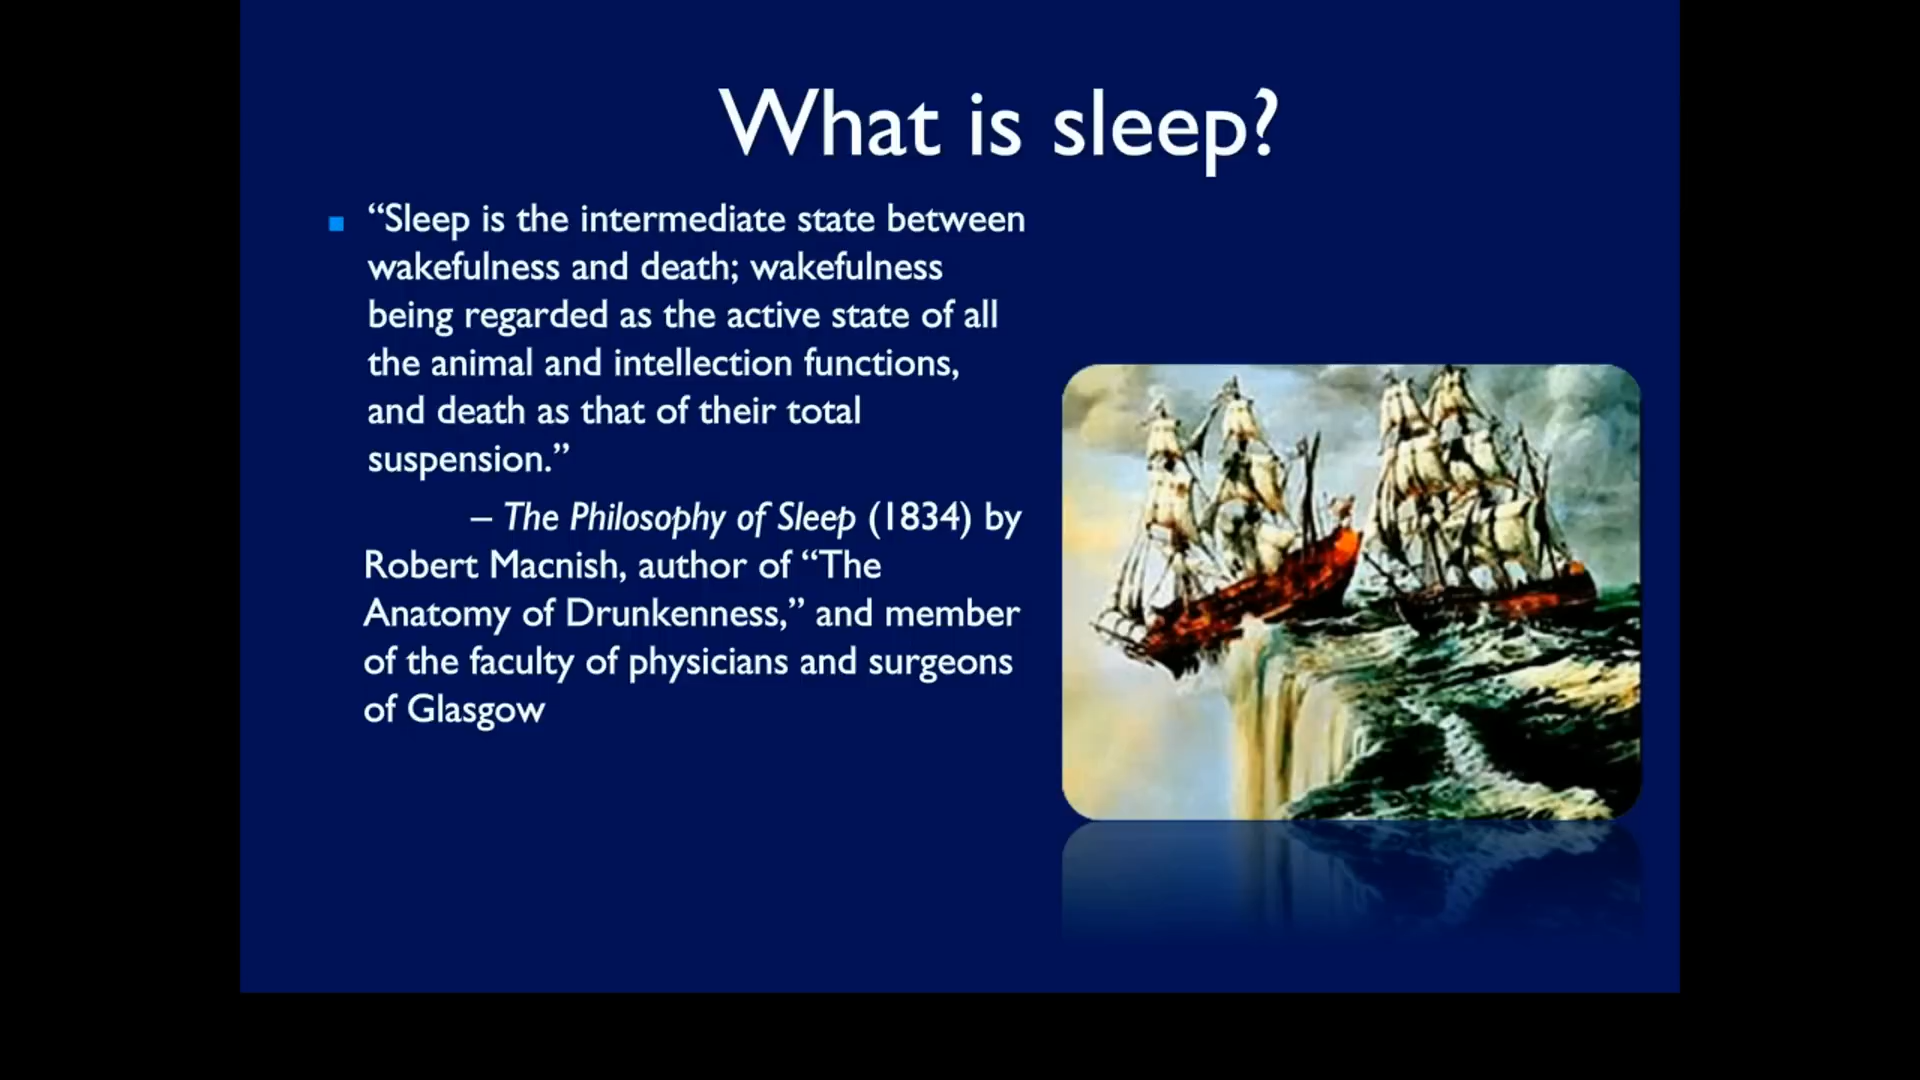 What is sleep?
“Sleep is the intermediate state between
wakefulness and death; wakefulness
being regarded as the active state of all
the animal and intellection functions,
and death as that of their total
suspension.”
– The Philosophy of Sleep (1834) by
Robert Macnish, author of “The
Anatomy of Drunkenness,” and member
of the faculty of physicians and surgeons
of Glasgow